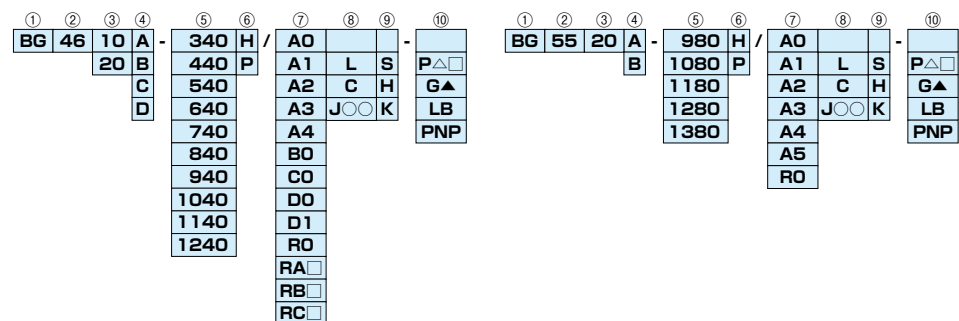 ① ② ③ ④ ⑤ ⑥ ⑦ ⑧ ⑨ ⑩ ① ② ③ ④ ⑤ ⑥ ⑦ ⑧ ⑨ ⑩
BG 46 10 A - 340 H / A0 - BG 55 20 A - 980 H / A0 -
20 B 440 P A1 L S P△□ B 1080 P A1 L S P△□
C 540 A2 C H G▲ 1180 A2 C H G▲
D 640 A3 J○○ K LB 1280 A3 J○○ K LB
740 A4 PNP 1380 A4 PNP
840 B0 A5
940 C0 R0
1040 D0
1140 D1
1240 R0
RA□
RB□
RC□